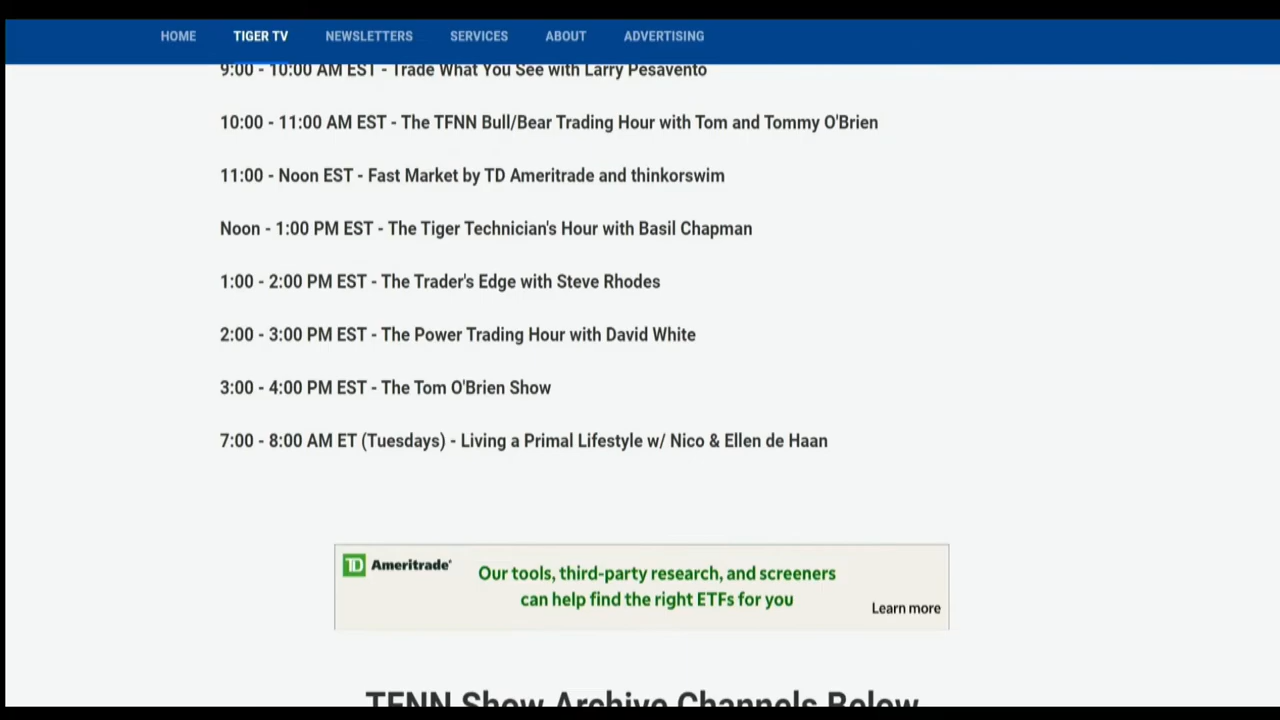 HOME TIGER TV NEWSLETTERS SERVICES ABOUT ADVERTISING
9:00 - 10:00 AM EST - Trade What You See with Larry Pesavento
10:00 - 11:00 AM EST - The TFNN Bull/Bear Trading Hour with Tom and Tommy O'Brien
11:00 - Noon EST - Fast Market by TD Ameritrade and thinkorswim
Noon - 1:00 PM EST - The Tiger Technician's Hour with Basil Chapman
1:00 - 2:00 PM EST - The Trader's Edge with Steve Rhodes
2:00 - 3:00 PM EST - The Power Trading Hour with David White
3:00 - 4:00 PM EST - The Tom O'Brien Show
7:00 - 8:00 AM ET (Tuesdays) - Living a Primal Lifestyle w/ Nico & Ellen de Haan
TD Ameritrade
Our tools, third-party research, and screeners
can help find the right ETFs for you
Learn more
TFNN Show Archive Channels Below